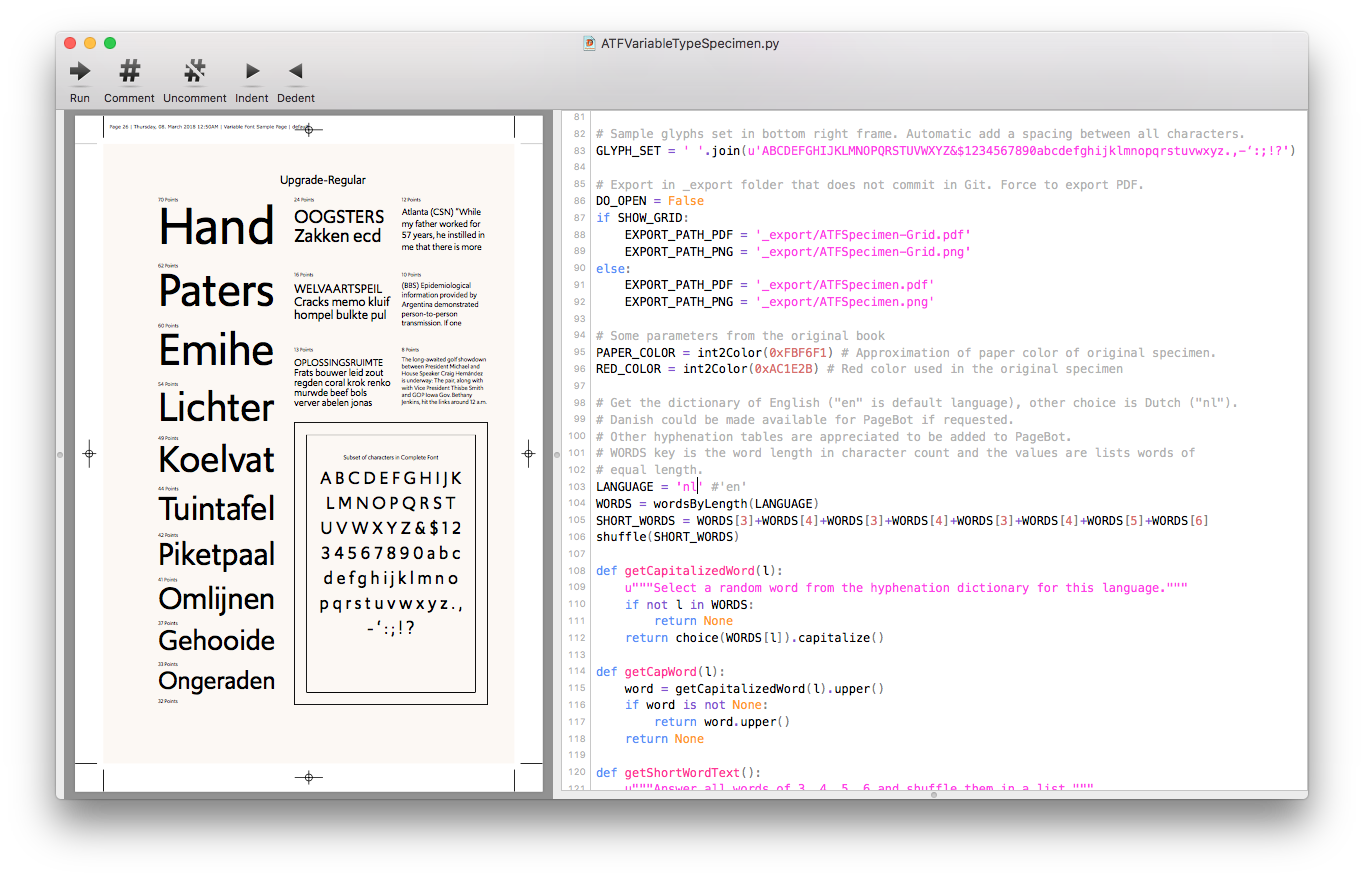 ATFVariableTypeSpecimen.py
Run Comment Uncomment Indent Dedent
Page 26 | Thursday, 08. March 2018 12:50AM | Variable Font Sample Page | default
Upgrade-Regular
70 Points
Hand
62 Points
Paters
60 Points
Emihe
54 Points
Lichter
49 Points
Koelvat
44 Points
Tuintafel
42 Points
Piketpaal
41 Points
Omlijnen
37 Points
Gehooide
33 Points
Ongeraden
32 Points
24 Points
OOGSTERS
Zakken ecd
16 Points
WELVAARTSPEIL
Cracks memo kluif
hompel bulkte pul
13 Points
OPLOSSINGSRUIMTE
Frats bouwer leid zout
regden coral krok renko
murwde beef bols
verver abelen jonas
12 Points
Atlanta (CSN) “While
my father worked for
57 years, he instilled in
me that there is more
10 Points
(BBS) Epidemiological
information provided by
Argentina demonstrated
person-to-person
transmission. If one
8 Points
The long-awaited golf showdown
between President Michael and
House Speaker Craig Hernández
is underway: The pair, along with
with Vice President Thisbe Smith
and GOP Iowa Gov. Bethany
Jenkins, hit the links around 12 a.m.
Subset of characters in Complete Font
A B C D E F G H I J K
L M N O P Q R S T
U V W X Y Z & $ 1 2
3 4 5 6 7 8 9 0 a b c
d e f g h i j k l m n o
p q r s t u v w x y z . ,
- ‘ : ; ! ?
81
82 # Sample glyphs set in bottom right frame. Automatic add a spacing between all characters.
83 GLYPH_SET = ' '.join(u'ABCDEFGHIJKLMNOPQRSTUVWXYZ&$1234567890abcdefghijklmnopqrstuvwxyz.,-‘:;!?')
84
85 # Export in _export folder that does not commit in Git. Force to export PDF.
86 DO_OPEN = False
87 if SHOW_GRID:
88     EXPORT_PATH_PDF = '_export/ATFSpecimen-Grid.pdf'
89     EXPORT_PATH_PNG = '_export/ATFSpecimen-Grid.png'
90 else:
91     EXPORT_PATH_PDF = '_export/ATFSpecimen.pdf'
92     EXPORT_PATH_PNG = '_export/ATFSpecimen.png'
93
94 # Some parameters from the original book
95 PAPER_COLOR = int2Color(0xFBF6F1) # Approximation of paper color of original specimen.
96 RED_COLOR = int2Color(0xAC1E2B) # Red color used in the original specimen
97
98 # Get the dictionary of English ("en" is default language), other choice is Dutch ("nl").
99 # Danish could be made available for PageBot if requested.
100 # Other hyphenation tables are appreciated to be added to PageBot.
101 # WORDS key is the word length in character count and the values are lists words of
102 # equal length.
103 LANGUAGE = 'nl' #'en'
104 WORDS = wordsByLength(LANGUAGE)
105 SHORT_WORDS = WORDS[3]+WORDS[4]+WORDS[3]+WORDS[4]+WORDS[3]+WORDS[4]+WORDS[5]+WORDS[6]
106 shuffle(SHORT_WORDS)
107
108 def getCapitalizedWord(l):
109     u"""Select a random word from the hyphenation dictionary for this language."""
110     if not l in WORDS:
111         return None
112     return choice(WORDS[l]).capitalize()
113
114 def getCapWord(l):
115     word = getCapitalizedWord(l).upper()
116     if word is not None:
117         return word.upper()
118     return None
119
120 def getShortWordText():
121     u"""Answer all words of 3, 4, 5, 6 and shuffle them in a list."""